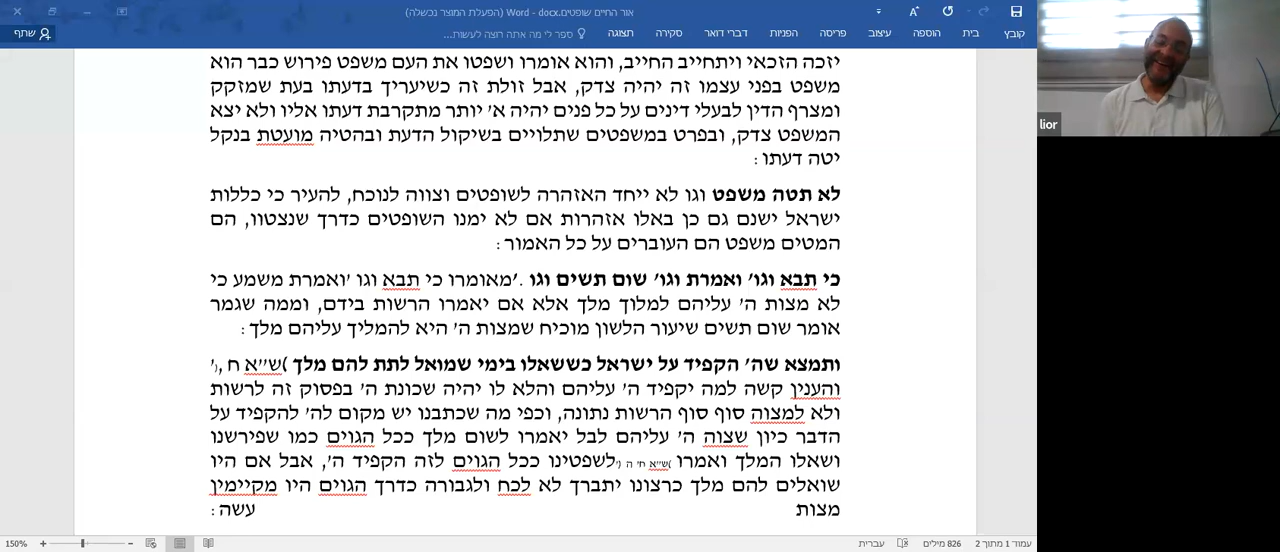 אור החיים שופטים.docx - Word (הפעלת המוצר נכשלה)
קובץ בית הוספה עיצוב פריסה הפניות דברי דואר סקירה תצוגה ספר לי מה אתה רוצה לעשות... שתף
יזכה הזכאי ויתחייב החייב, והוא אומרו ושפטו את העם משפט פירוש כבר הוא
משפט בפני עצמו זה יהיה צדק, אבל זולת זה כשיעריך בדעתו בעת שמזקק
ומצרף הדין לבעלי דינים על כל פנים יהיה א' יותר מתקרבת דעתו אליו ולא יצא
המשפט צדק, ובפרט במשפטים שתלויים בשיקול הדעת ובהטיה מועטת בנקל
יטה דעתו :
לא תטה משפט וגו לא ייחד האזהרה לשופטים וצווה לנוכח, להעיר כי כללות
ישראל ישנם גם כן באלו אזהרות אם לא ימנו השופטים כדרך שנצטוו, הם
המטים משפט הם העוברים על כל האמור :
כי תבא וגו' ואמרת וגו' שום תשים וגו .'מאומרו כי תבא וגו 'ואמרת משמע כי
לא מצות ה' עליהם למלוך מלך אלא אם יאמרו הרשות בידם, וממה שגמר
אומר שום תשים שיעור הלשון מוכיח שמצות ה' היא להמליך עליהם מלך :
ותמצא שה' הקפיד על ישראל כששאלו בימי שמואל לתת להם מלך )ש''א ח ,('
והענין קשה למה יקפיד ה' עליהם והלא לו יהיה שכונת ה' בפסוק זה לרשות
ולא למצוה סוף סוף הרשות נתונה, וכפי מה שכתבנו יש מקום לה' להקפיד על
הדבר כיון שצוה ה' עליהם לבל יאמרו לשום מלך ככל הגוים כמו שפירשנו
ושאלו המלך ואמרו )ש''א ח' ה ('לשפטינו ככל הגוים לזה הקפיד ה', אבל אם היו
שואלים להם מלך כרצונו יתברך לא לכח ולגבורה כדרך הגוים היו מקיימין
מצות עשה :
עמוד 1 מתוך 2 826 מילים עברית 150%
lior